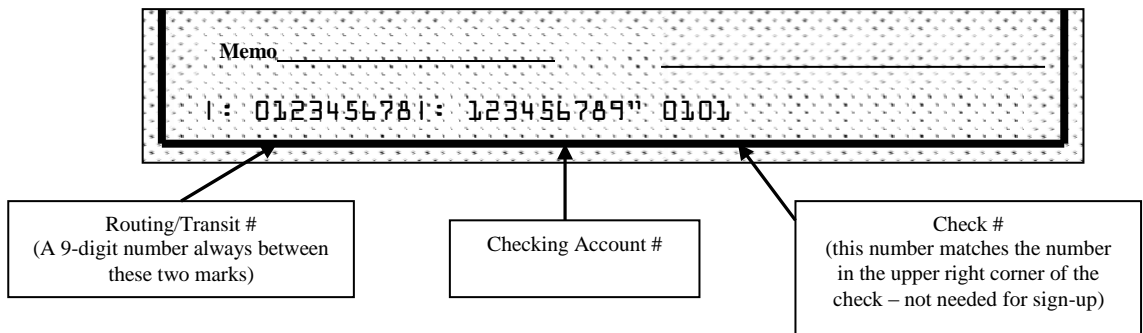 Memo
|: 012345678|: 123456789" 0101
Routing/Transit #
(A 9-digit number always between
these two marks)
Checking Account #
Check #
(this number matches the number
in the upper right corner of the
check – not needed for sign-up)